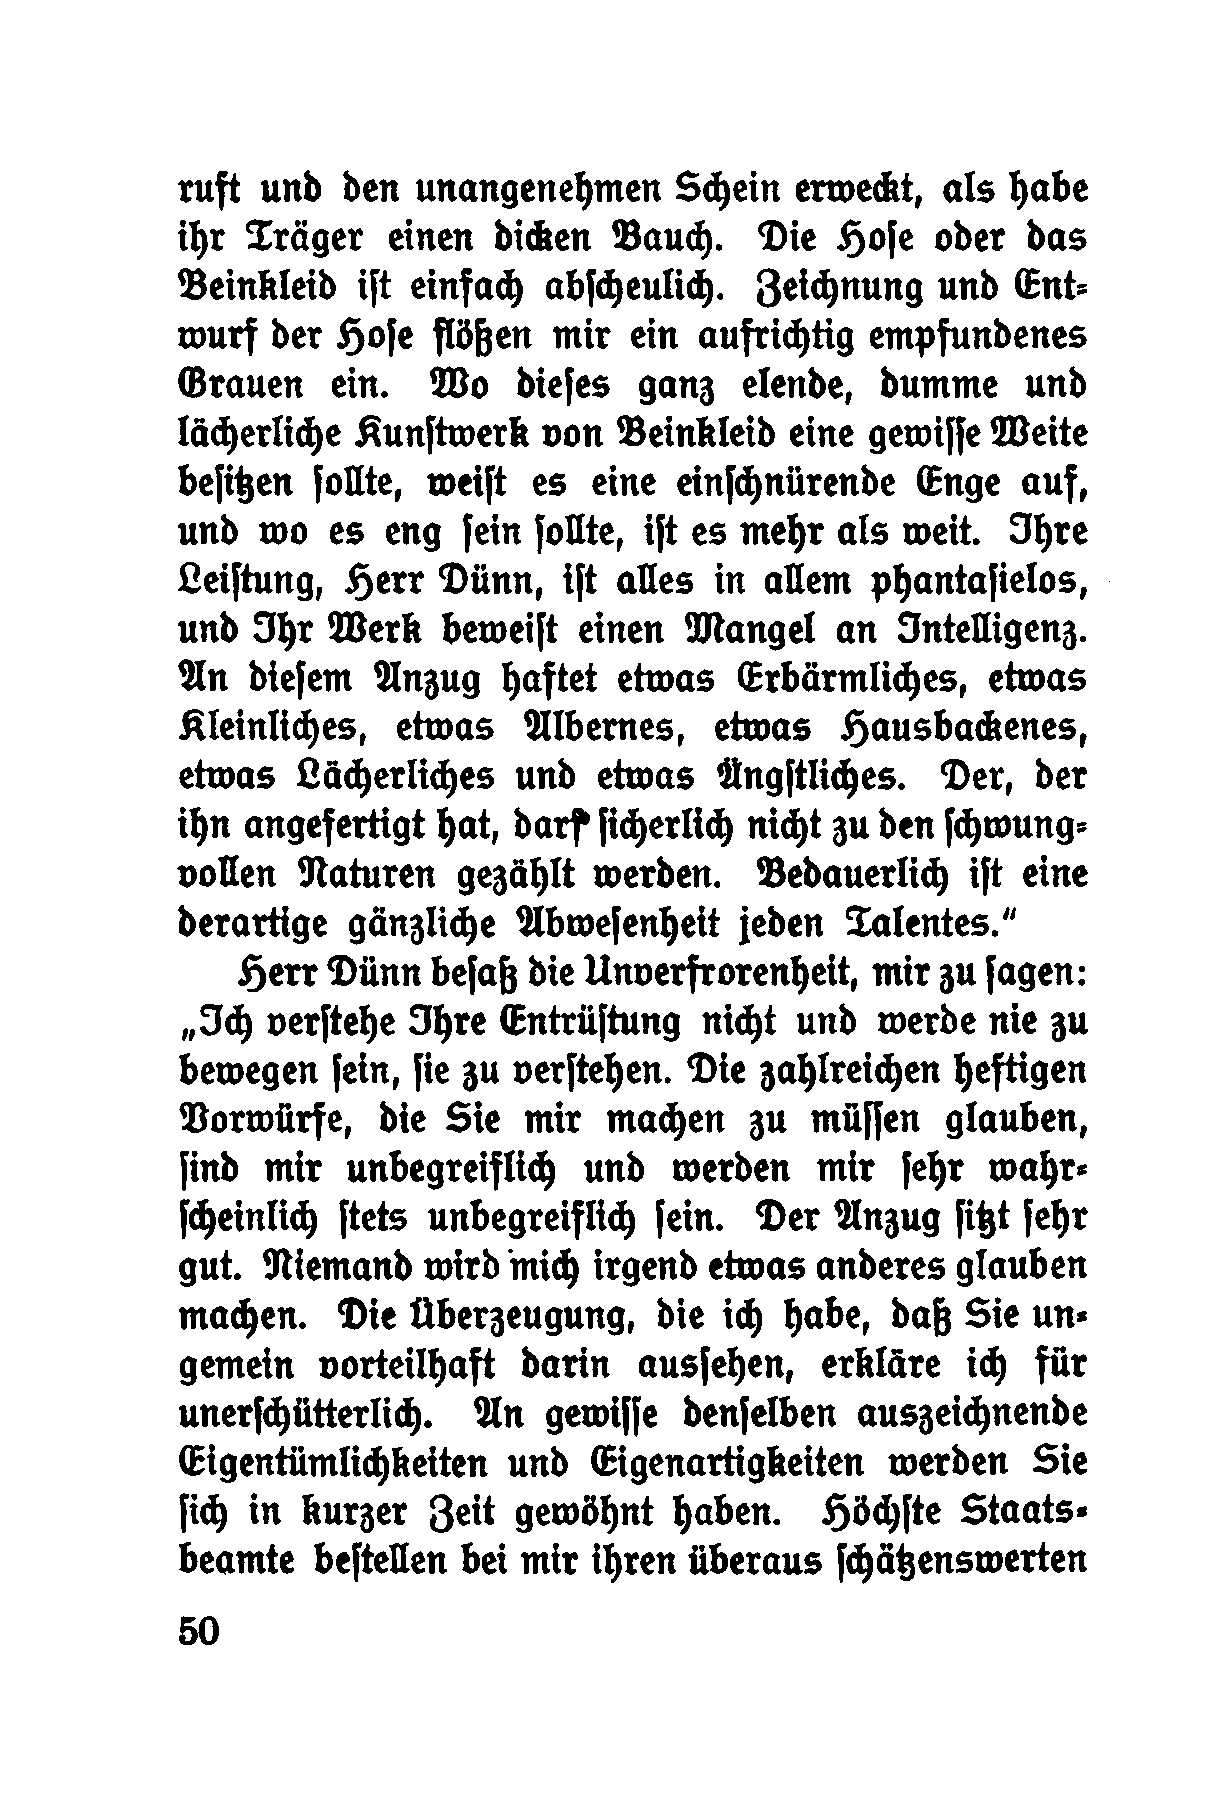 ruft und den unangenehmen Schein erweckt, als habe
ihr Träger einen dicken Bauch. Die Hose oder das
Beinkleid ist einfach abscheulich. Zeichnung und Ent-
wurf der Hose flößen mir ein aufrichtig empfundenes
Grauen ein. Wo dieses ganz elende, dumme und
lächerliche Kunstwerk von Beinkleid eine gewisse Weite
besitzen sollte, weist es eine einschnürende Enge auf,
und wo es eng sein sollte, ist es mehr als weit. Ihre
Leistung, Herr Dünn, ist alles in allem phantasielos,
und Ihr Werk beweist einen Mangel an Intelligenz.
An diesem Anzug haftet etwas Erbärmliches, etwas
Kleinliches, etwas Albernes, etwas Hausbackenes,
etwas Lächerliches und etwas Ängstliches. Der, der
ihn angefertigt hat, darf sicherlich nicht zu den schwung-
vollen Naturen gezählt werden. Bedauerlich ist eine
derartige gänzliche Abwesenheit jeden Talentes.“
Herr Dünn besaß die Unverfrorenheit, mir zu sagen:
„Ich verstehe Ihre Entrüstung nicht und werde nie zu
bewegen sein, sie zu verstehen. Die zahlreichen heftigen
Vorwürfe, die Sie mir machen zu müssen glauben,
sind mir unbegreiflich und werden mir sehr wahr-
scheinlich stets unbegreiflich sein. Der Anzug sitzt sehr
gut. Niemand wird mich irgend etwas anderes glauben
machen. Die Überzeugung, die ich habe, daß Sie un-
gemein vorteilhaft darin aussehen, erkläre ich für
unerschütterlich. An gewisse denselben auszeichnende
Eigentümlichkeiten und Eigenartigkeiten werden Sie
sich in kurzer Zeit gewöhnt haben. Höchste Staats-
beamte bestellen bei mir ihren überaus schätzenswerten
50